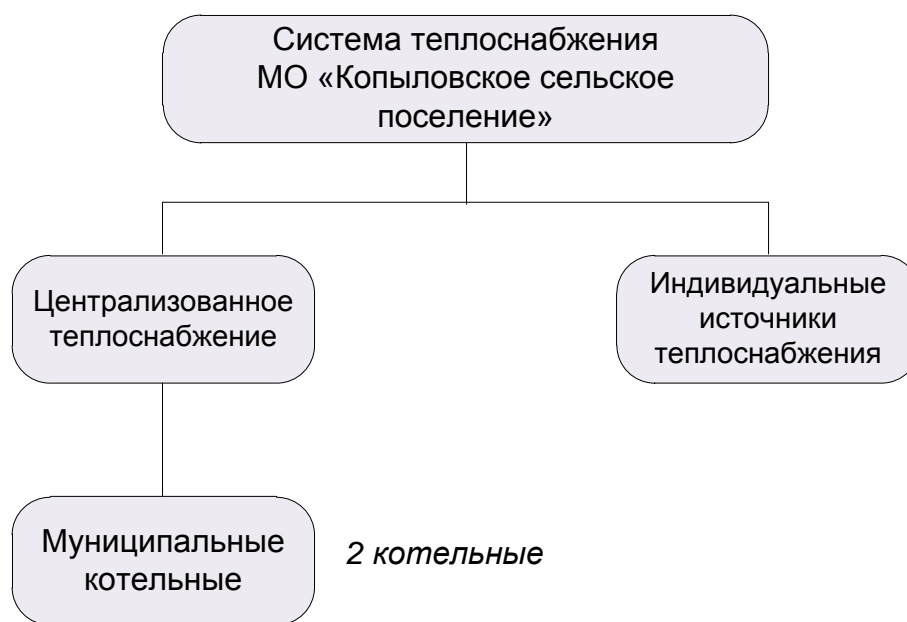 Система теплоснабжения
МО «Копыловское сельское
поселение»
Централизованное
теплоснабжение
Индивидуальные
источники
теплоснабжения
Муниципальные
котельные
2 котельные